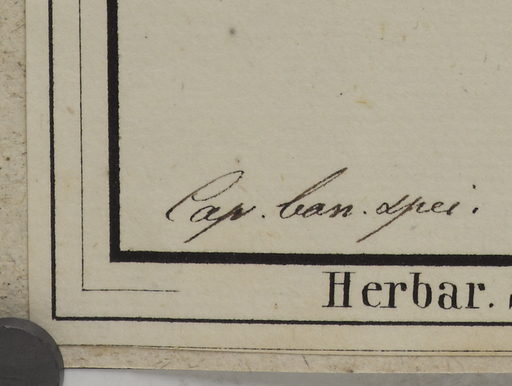 Cap. bon. spei.
Herbar.